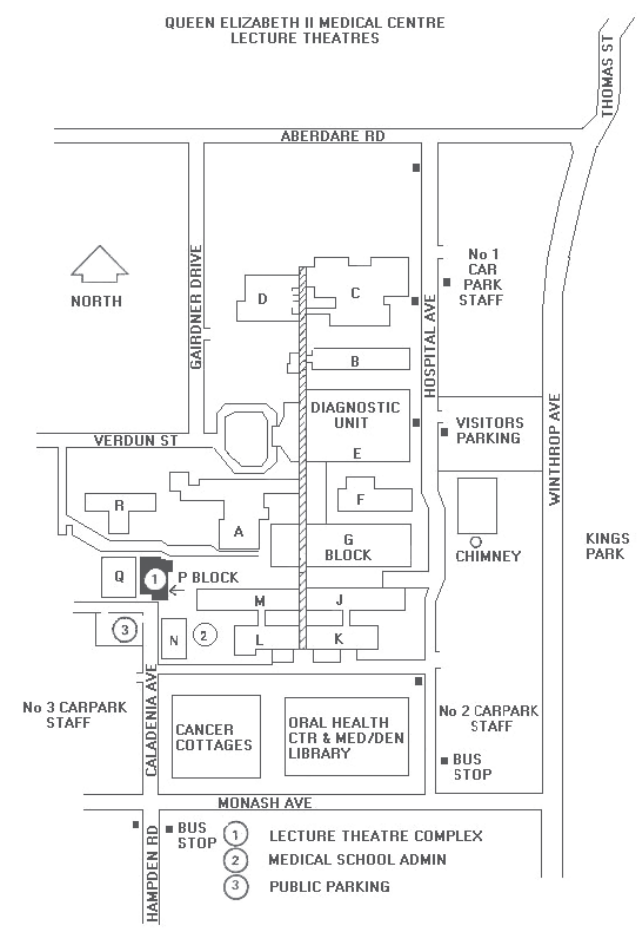 QUEEN ELIZABETH II MEDICAL CENTRE
LECTURE THEATRES
THOMAS ST
ABERDARE RD
NORTH
GAIRDNER DRIVE
D
C
No 1
CAR
PARK
STAFF
HOSPITAL AVE
B
DIAGNOSTIC
UNIT
E
VISITORS
PARKING
WINTHROP AVE
VERDUN ST
R
A
F
G
BLOCK
CHIMNEY
KINGS
PARK
Q
1
P BLOCK
M
J
3
N
2
L
K
No 3 CARPARK
STAFF
CALADENIA AVE
CANCER
COTTAGES
ORAL HEALTH
CTR & MED/DEN
LIBRARY
No 2 CARPARK
STAFF
BUS
STOP
MONASH AVE
HAMPDEN RD
BUS
STOP
1 LECTURE THEATRE COMPLEX
2 MEDICAL SCHOOL ADMIN
3 PUBLIC PARKING